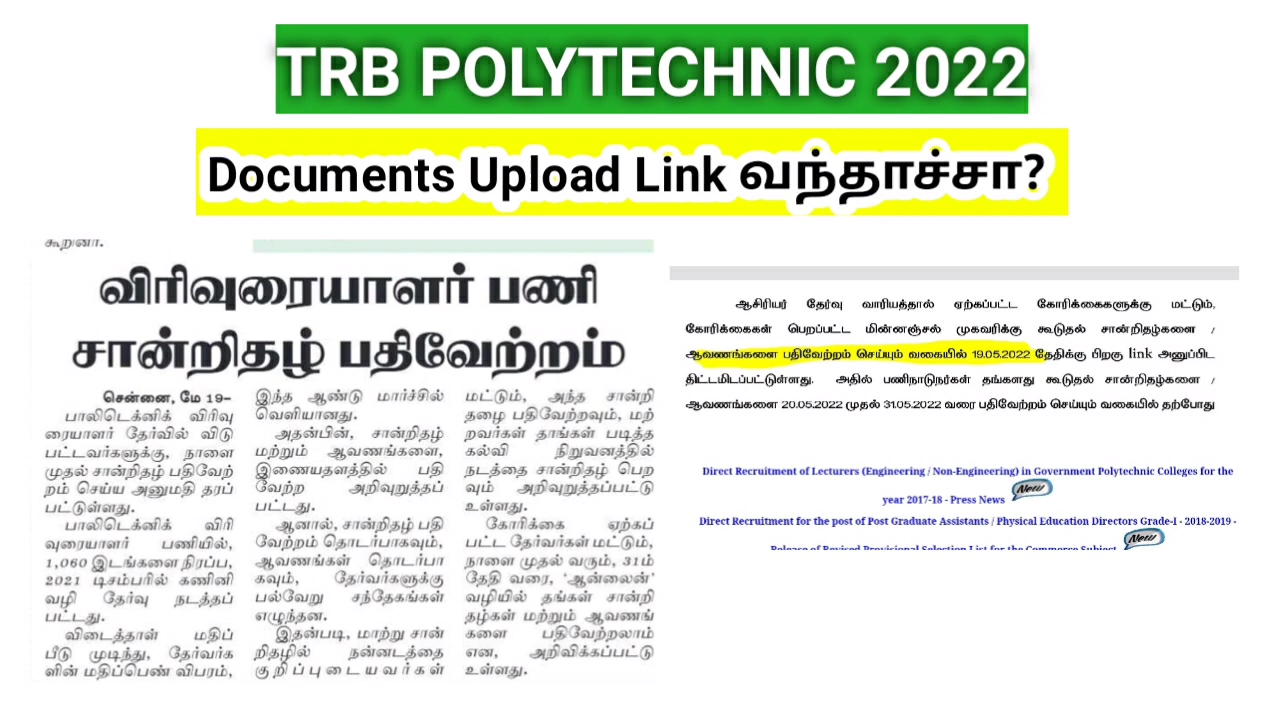 TRB POLYTECHNIC 2022
Documents Upload Link வந்தாச்சா?
கூறினா.
விரிவுரையாளர் பணி
சான்றிதழ் பதிவேற்றம்
சென்னை, மே 19–
பாலிடெக்னிக் விரிவு
ரையாளர் தேர்வில் விடு
பட்டவர்களுக்கு, நாளை
முதல் சான்றிதழ் பதிவேற்
றம் செய்ய அனுமதி தரப்
பட்டுள்ளது.
பாலிடெக்னிக் விரி
வுரையாளர் பணியில்,
1,060 இடங்களை நிரப்ப,
2021 டிசம்பரில் கணினி
வழி தேர்வு நடத்தப்
பட்டது.
விடைத்தாள் மதிப்
பீடு முடிந்து, தேர்வர்க
ளின் மதிப்பெண் விபரம்,
இந்த ஆண்டு மார்ச்சில்
வெளியானது.
அதன்பின், சான்றிதழ்
மற்றும் ஆவணங்களை,
இணையதளத்தில் பதி
வேற்ற அறிவுறுத்தப்
பட்டது.
ஆனால், சான்றிதழ் பதி
வேற்றம் தொடர்பாகவும்,
ஆவணங்கள் தொடர்பா
கவும், தேர்வர்களுக்கு
பல்வேறு சந்தேகங்கள்
எழுந்தன.
இதன்படி, மாற்று சான்
றிதழில் நன்னடத்தை
குறிப்புடையவர்கள்
மட்டும், அந்த சான்றி
தழை பதிவேற்றவும், மற்
றவர்கள் தாங்கள் படித்த
கல்வி நிறுவனத்தில்
நடத்தை சான்றிதழ் பெற
வும் அறிவுறுத்தப்பட்டு
உள்ளது.
கோரிக்கை ஏற்கப்
பட்ட தேர்வர்கள் மட்டும்,
நாளை முதல் வரும், 31ம்
தேதி வரை, ‘ஆன்லைன்’
வழியில் தங்கள் சான்றி
தழ்கள் மற்றும் ஆவணங்
களை பதிவேற்றலாம்
என, அறிவிக்கப்பட்டு
உள்ளது.
ஆசிரியர் தேர்வு வாரியத்தால் ஏற்கப்பட்ட கோரிக்கைகளுக்கு மட்டும்,
கோரிக்கைகள் பெறப்பட்ட மின்னஞ்சல் முகவரிக்கு கூடுதல் சான்றிதழ்களை /
ஆவணங்களை பதிவேற்றம் செய்யும் வகையில் 19.05.2022 தேதிக்கு பிறகு link அனுப்பிட
திட்டமிடப்பட்டுள்ளது. அதில் பணிநாடுநர்கள் தங்களது கூடுதல் சான்றிதழ்களை /
ஆவணங்களை 20.05.2022 முதல் 31.05.2022 வரை பதிவேற்றம் செய்யும் வகையில் தற்போது
Direct Recruitment of Lecturers (Engineering / Non-Engineering) in Government Polytechnic Colleges for the
year 2017-18 - Press News New
Direct Recruitment for the post of Post Graduate Assistants / Physical Education Directors Grade-I - 2018-2019 -
Release of Revised Provisional Selection List for the Commerce Subject New